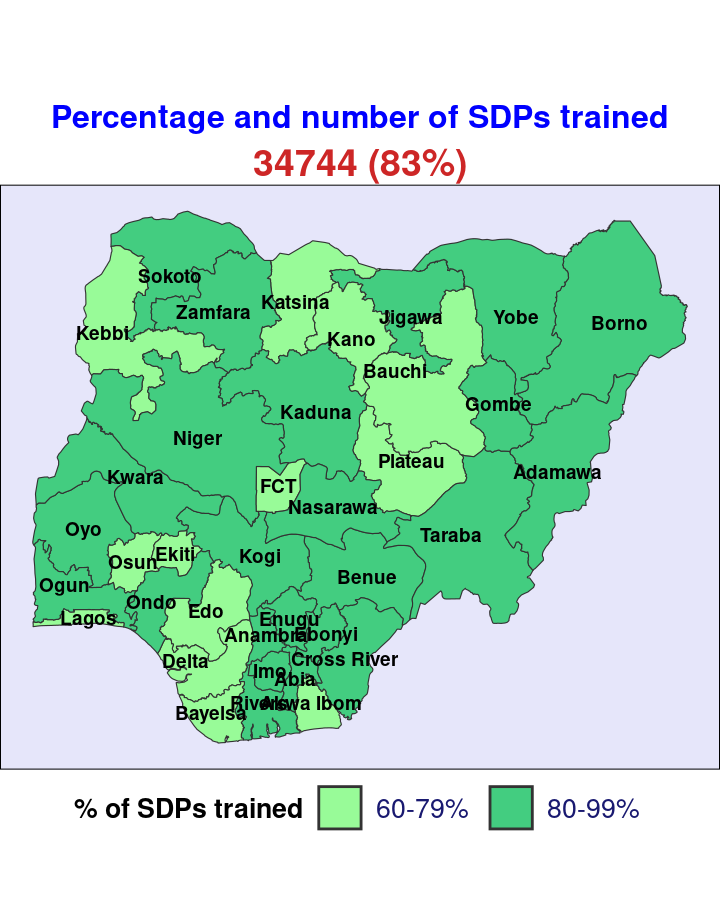 Percentage and number of SDPs trained
34744 (83%)
Sokoto
Zamfara
Katsina
Kebbi
Kano
Jigawa
Yobe
Borno
Bauchi
Kaduna
Gombe
Niger
Plateau
Adamawa
Kwara
FCT
Nasarawa
Oyo
Taraba
Osun
Ekiti
Kogi
Ogun
Benue
Ondo
Edo
Lagos
Enugu
Anambra
Ebonyi
Delta
Cross River
Imo
Abia
Bayelsa
Rivers
Akwa Ibom
% of SDPs trained 60-79% 80-99%